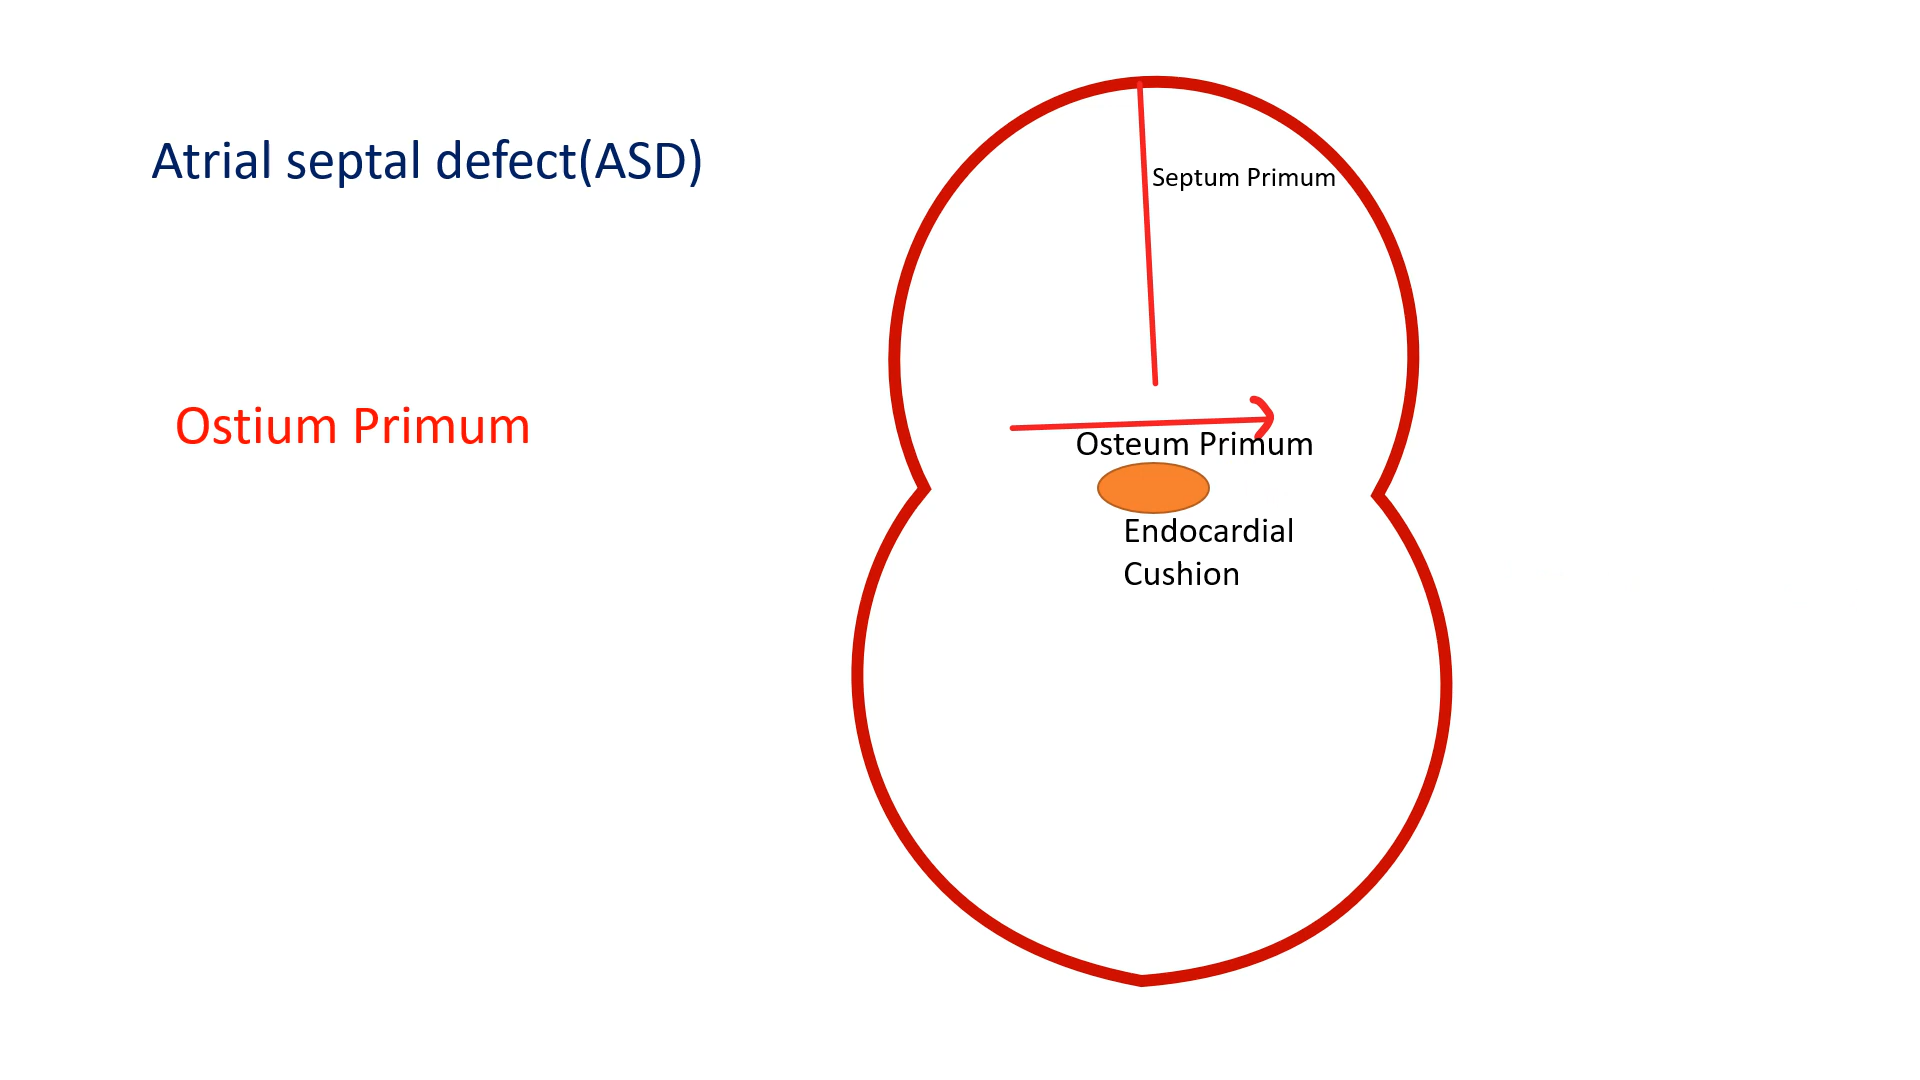 Atrial septal defect(ASD)
Septum Primum
Ostium Primum
Osteum Primum
Endocardial
Cushion